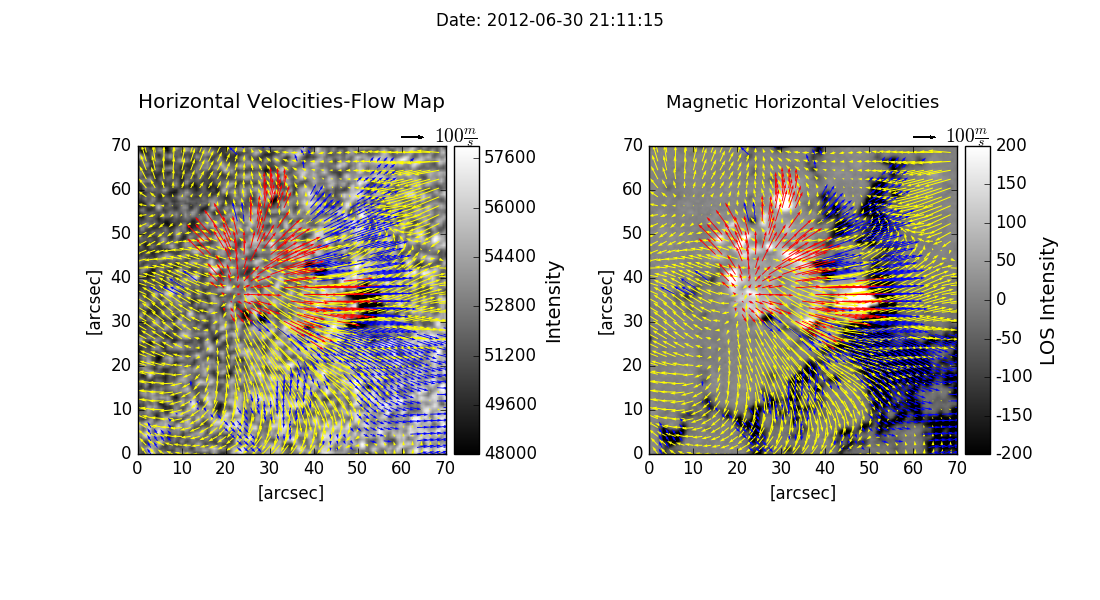 Date: 2012-06-30 21:11:15
Horizontal Velocities-Flow Map
100 m/s
70
60
50
40
30
20
10
0
0 10 20 30 40 50 60 70
[arcsec]
[arcsec]
57600
56000
54400
52800
51200
49600
48000
Intensity
Magnetic Horizontal Velocities
100 m/s
70
60
50
40
30
20
10
0
0 10 20 30 40 50 60 70
[arcsec]
[arcsec]
200
150
100
50
0
-50
-100
-150
-200
LOS Intensity